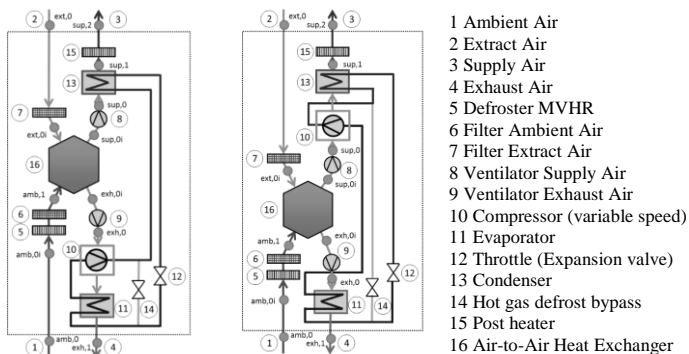 2
ext,0
sup,2
3
15
sup,1
13
sup,0
7
8
ext,0i
sup,0i
16
amb,1
exh,0i
6
9
5
exh,0
10
amb,0i
12
11
14
amb,0
exh,1
1
4
2
ext,0
sup,2
3
15
sup,1
13
10
sup,0
7
8
ext,0i
sup,0i
16
amb,1
exh,0i
6
9
5
exh,0
12
amb,0i
11
14
amb,0
exh,1
1
4
1 Ambient Air
2 Extract Air
3 Supply Air
4 Exhaust Air
5 Defroster MVHR
6 Filter Ambient Air
7 Filter Extract Air
8 Ventilator Supply Air
9 Ventilator Exhaust Air
10 Compressor (variable speed)
11 Evaporator
12 Throttle (Expansion valve)
13 Condenser
14 Hot gas defrost bypass
15 Post heater
16 Air-to-Air Heat Exchanger